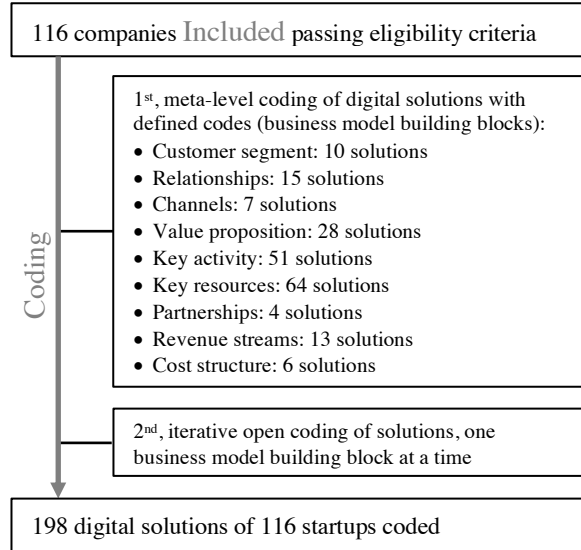 116 companies Included passing eligibility criteria
1st, meta-level coding of digital solutions with
defined codes (business model building blocks):
• Customer segment: 10 solutions
• Relationships: 15 solutions
• Channels: 7 solutions
• Value proposition: 28 solutions
• Key activity: 51 solutions
• Key resources: 64 solutions
• Partnerships: 4 solutions
• Revenue streams: 13 solutions
• Cost structure: 6 solutions
Coding
2nd, iterative open coding of solutions, one
business model building block at a time
198 digital solutions of 116 startups coded